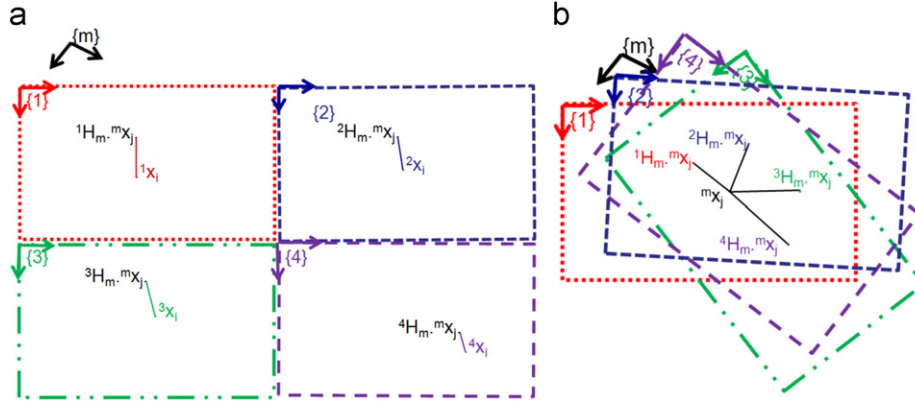 a
{m}
{1}
¹Hₘ.ᵐxⱼ
¹xᵢ
{2}
²Hₘ.ᵐxⱼ
²xᵢ
{3}
³Hₘ.ᵐxⱼ
³xᵢ
{4}
⁴Hₘ.ᵐxⱼ
⁴xᵢ
b
{m}
{4}
{3}
{2}
{1}
²Hₘ.ᵐxⱼ
¹Hₘ.ᵐxⱼ
³Hₘ.ᵐxⱼ
ᵐxⱼ
⁴Hₘ.ᵐxⱼ